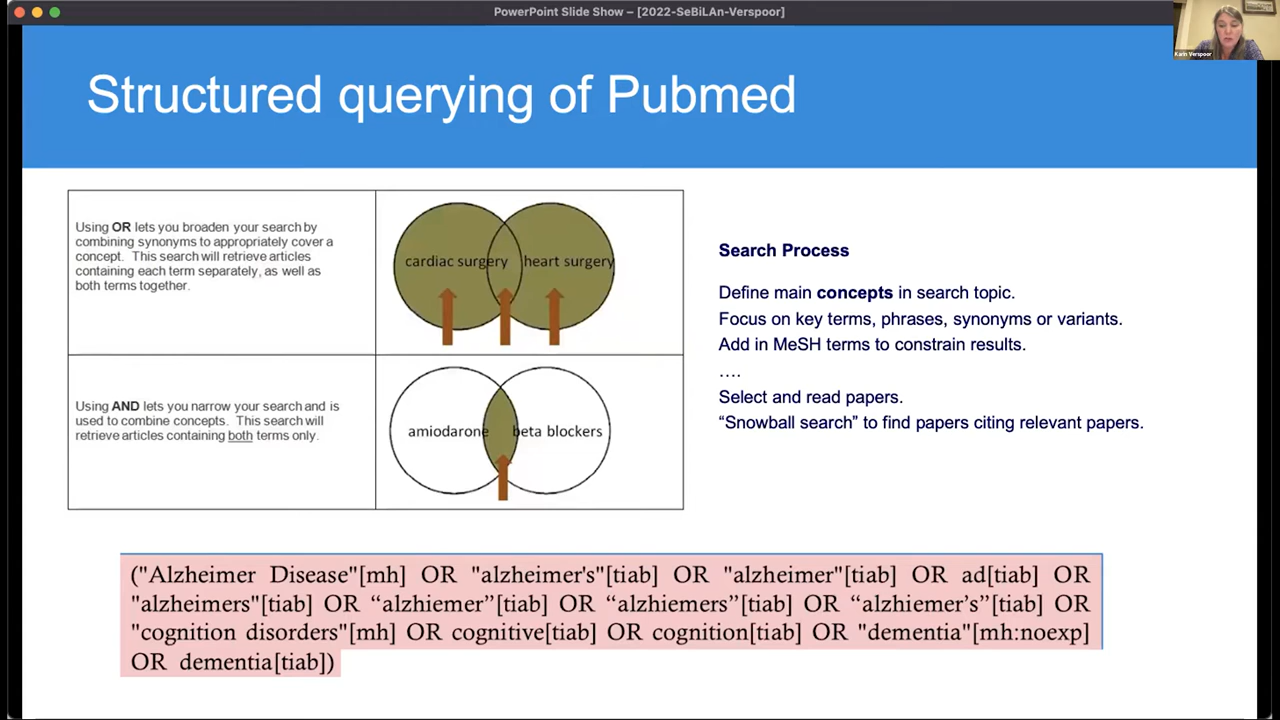 PowerPoint Slide Show – [2022-SeBiLAn-Verspoor]
Karin Verspoor
Structured querying of Pubmed
Using OR lets you broaden your search by
combining synonyms to appropriately cover a
concept. This search will retrieve articles
containing each term separately, as well as
both terms together.
cardiac surgery
heart surgery
Using AND lets you narrow your search and is
used to combine concepts. This search will
retrieve articles containing both terms only.
amiodarone
beta blockers
Search Process
Define main concepts in search topic.
Focus on key terms, phrases, synonyms or variants.
Add in MeSH terms to constrain results.
….
Select and read papers.
“Snowball search” to find papers citing relevant papers.
("Alzheimer Disease"[mh] OR "alzheimer's"[tiab] OR "alzheimer"[tiab] OR ad[tiab] OR
"alzheimers"[tiab] OR “alzhiemer”[tiab] OR “alzhiemers”[tiab] OR “alzhiemer’s”[tiab] OR
"cognition disorders"[mh] OR cognitive[tiab] OR cognition[tiab] OR "dementia"[mh:noexp]
OR dementia[tiab])